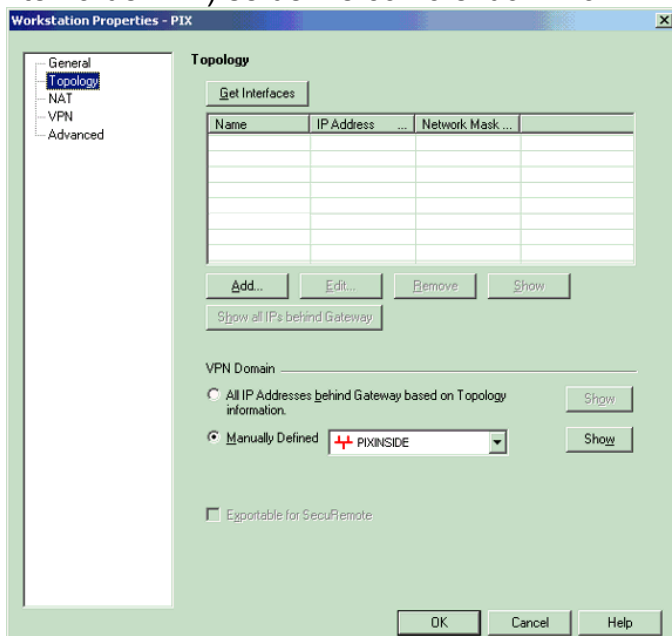 Workstation Properties - PIX
General
Topology
NAT
VPN
Advanced
Topology
Get Interfaces
Name IP Address ... Network Mask ...
Add... Edit... Remove Show
Show all IPs behind Gateway
VPN Domain
All IP Addresses behind Gateway based on Topology
information.
Show
Manually Defined PIXINSIDE Show
Exportable for SecuRemote
OK Cancel Help